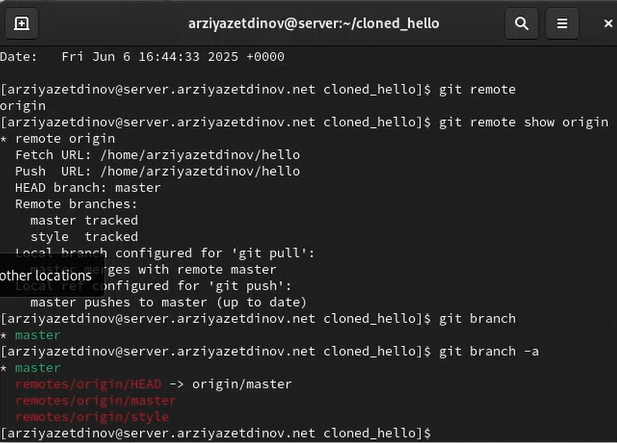 arziyazetdinov@server:~/cloned_hello
Date:   Fri Jun 6 16:44:33 2025 +0000
[arziyazetdinov@server.arziyazetdinov.net cloned_hello]$ git remote
origin
[arziyazetdinov@server.arziyazetdinov.net cloned_hello]$ git remote show origin
* remote origin
  Fetch URL: /home/arziyazetdinov/hello
  Push  URL: /home/arziyazetdinov/hello
  HEAD branch: master
  Remote branches:
    master tracked
    style  tracked
  Local branch configured for 'git pull':
other locations
    master merges with remote master
  Local ref configured for 'git push':
    master pushes to master (up to date)
[arziyazetdinov@server.arziyazetdinov.net cloned_hello]$ git branch
* master
[arziyazetdinov@server.arziyazetdinov.net cloned_hello]$ git branch -a
* master
  remotes/origin/HEAD -> origin/master
  remotes/origin/master
  remotes/origin/style
[arziyazetdinov@server.arziyazetdinov.net cloned_hello]$